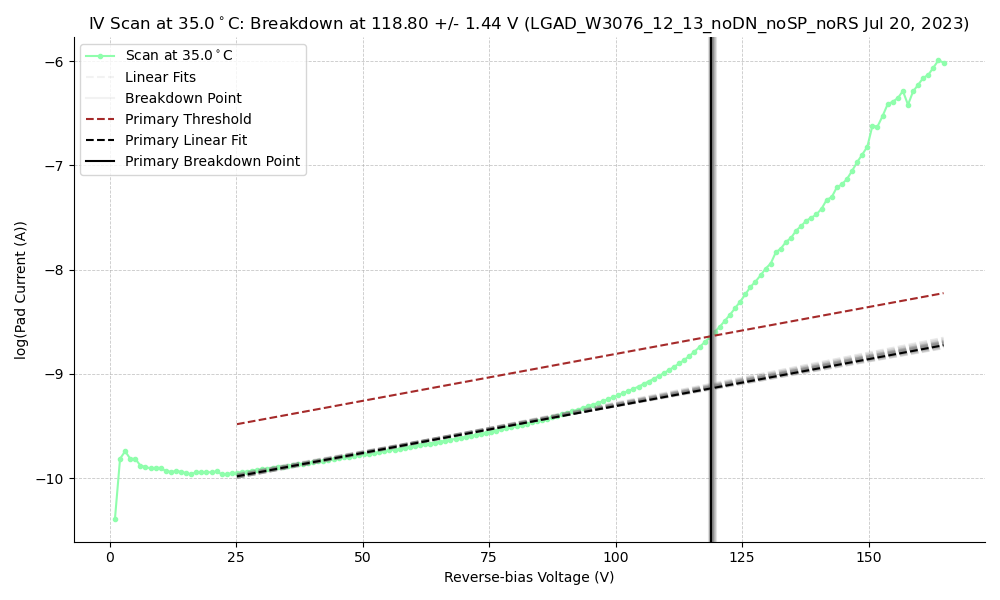 IV Scan at 35.0°C: Breakdown at 118.80 +/- 1.44 V (LGAD_W3076_12_13_noDN_noSP_noRS Jul 20, 2023)
Scan at 35.0°C
Linear Fits
Breakdown Point
Primary Threshold
Primary Linear Fit
Primary Breakdown Point
log(Pad Current (A))
−6
−7
−8
−9
−10
0 25 50 75 100 125 150
Reverse-bias Voltage (V)